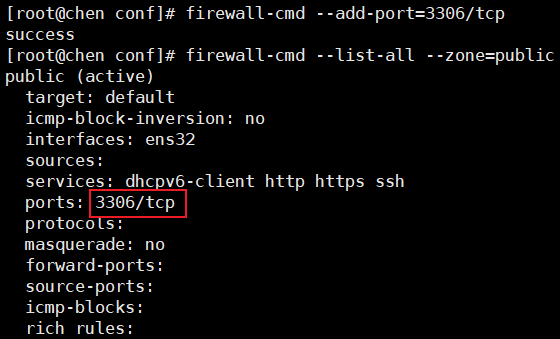 [root@chen conf]# firewall-cmd --add-port=3306/tcp
success
[root@chen conf]# firewall-cmd --list-all --zone=public
public (active)
  target: default
  icmp-block-inversion: no
  interfaces: ens32
  sources:
  services: dhcpv6-client http https ssh
  ports: 3306/tcp
  protocols:
  masquerade: no
  forward-ports:
  source-ports:
  icmp-blocks:
  rich rules: